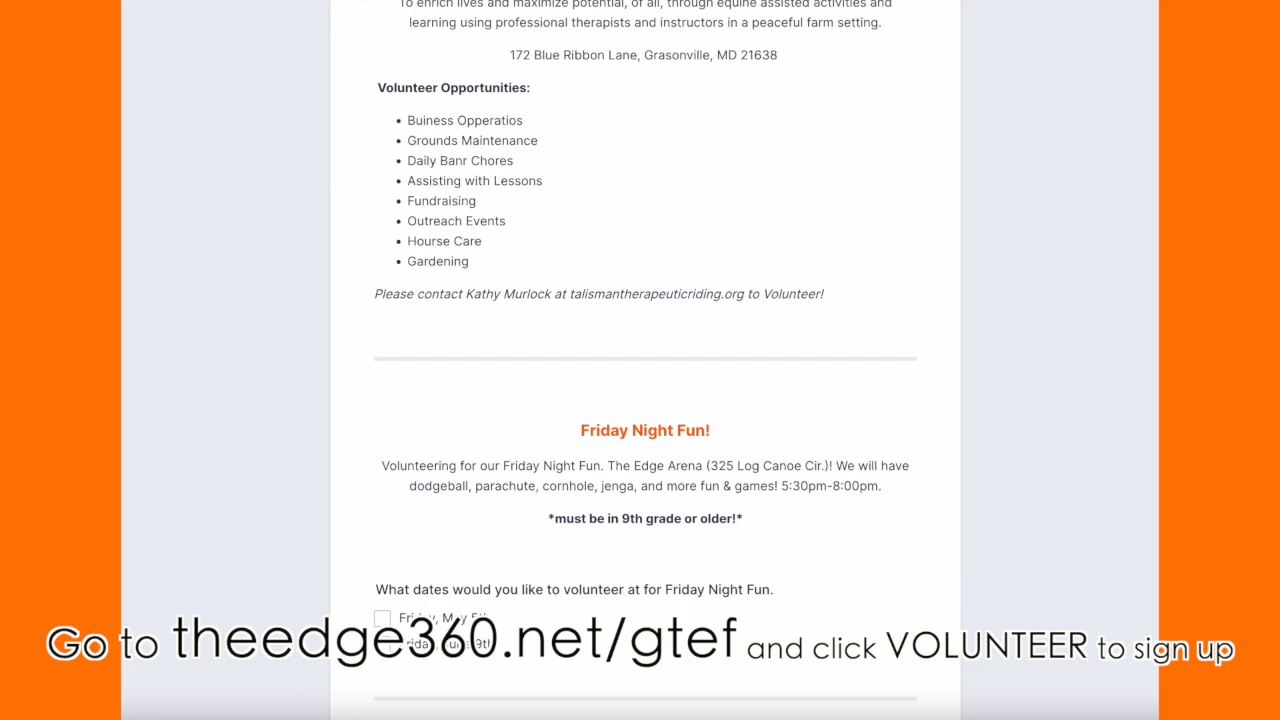 To enrich lives and maximize potential, of all, through equine assisted activities and
learning using professional therapists and instructors in a peaceful farm setting.
172 Blue Ribbon Lane, Grasonville, MD 21638
Volunteer Opportunities:
• Buiness Opperatios
• Grounds Maintenance
• Daily Banr Chores
• Assisting with Lessons
• Fundraising
• Outreach Events
• Hourse Care
• Gardening
Please contact Kathy Murlock at talismantherapeuticriding.org to Volunteer!
Friday Night Fun!
Volunteering for our Friday Night Fun. The Edge Arena (325 Log Canoe Cir.)! We will have
dodgeball, parachute, cornhole, jenga, and more fun & games! 5:30pm-8:00pm.
*must be in 9th grade or older!*
What dates would you like to volunteer at for Friday Night Fun.
Friday, May 5th
Friday, June 9th
Go to theedge360.net/gtef and click VOLUNTEER to sign up